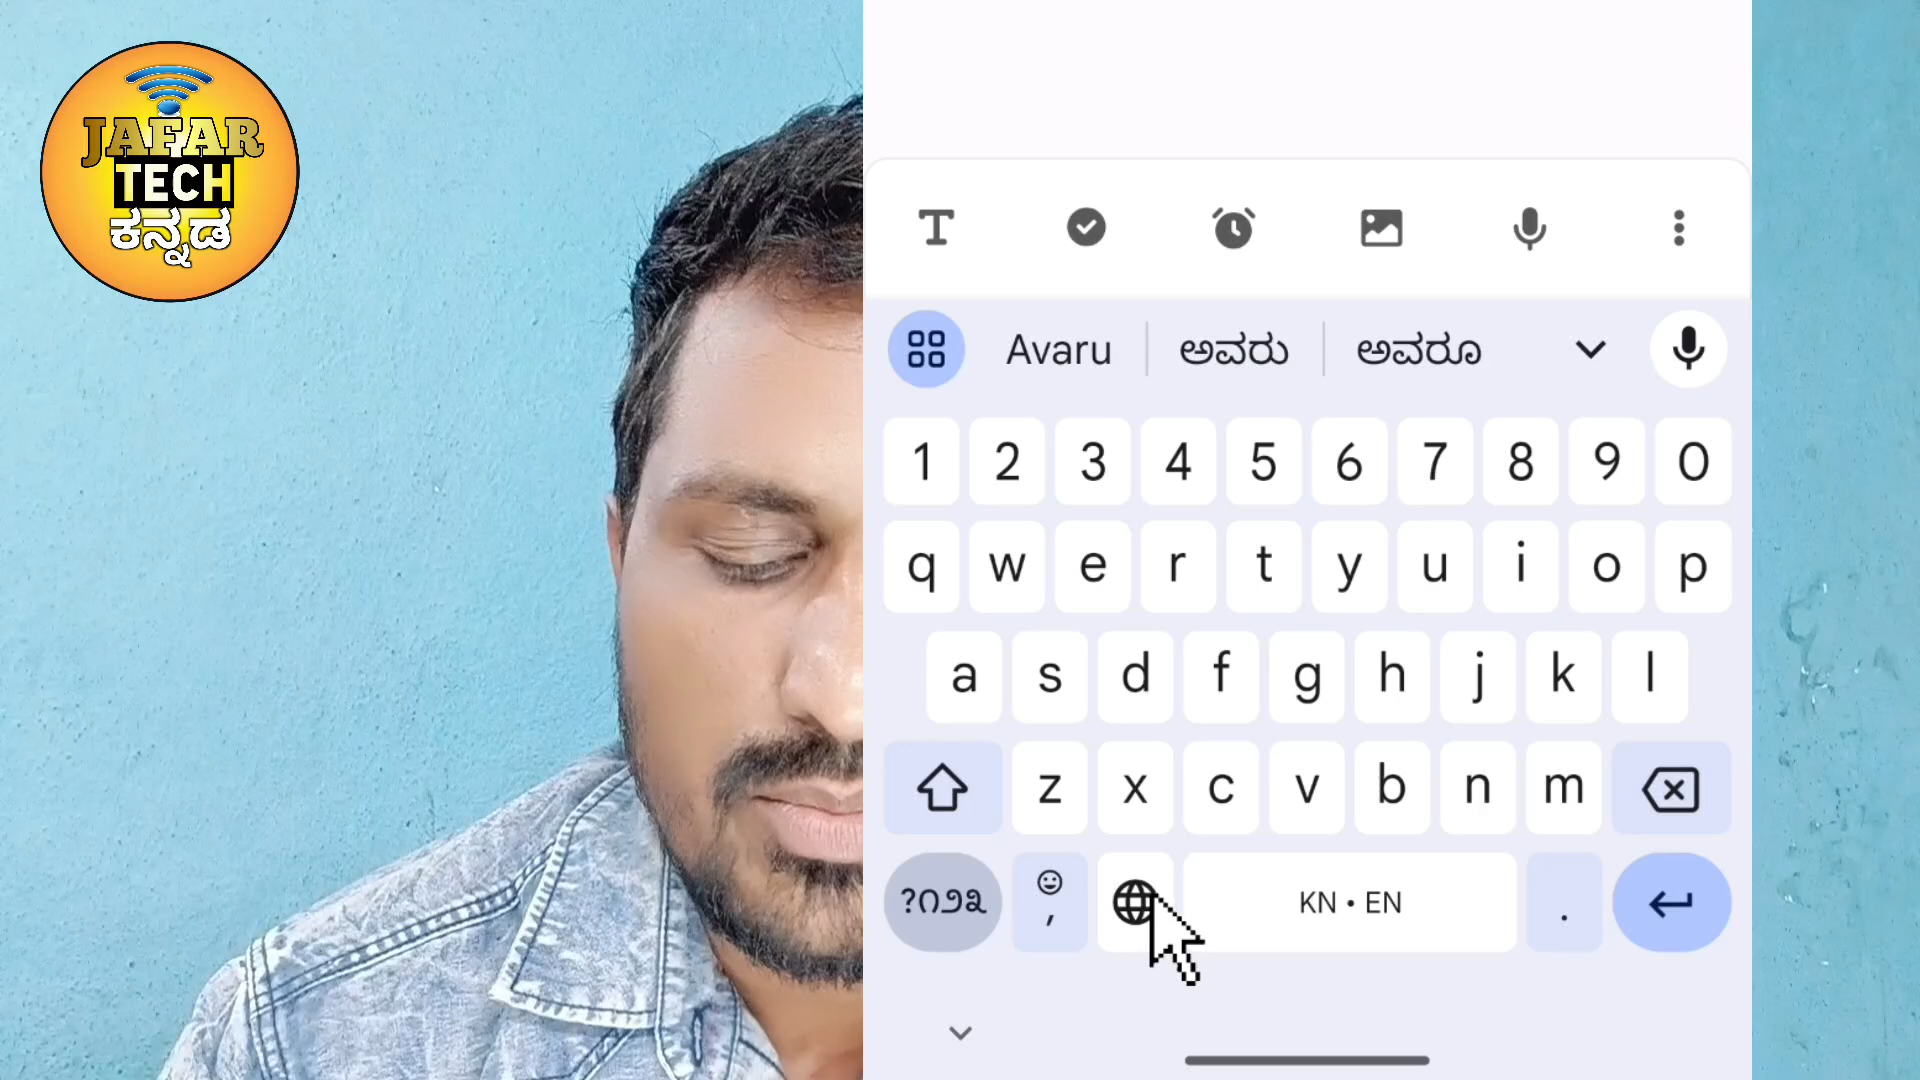 JAFAR
TECH
ಕನ್ನಡ
Avaru ಅವರು ಅವರೂ
1 2 3 4 5 6 7 8 9 0
q w e r t y u i o p
a s d f g h j k l
z x c v b n m
?೧೨೩ , KN • EN .